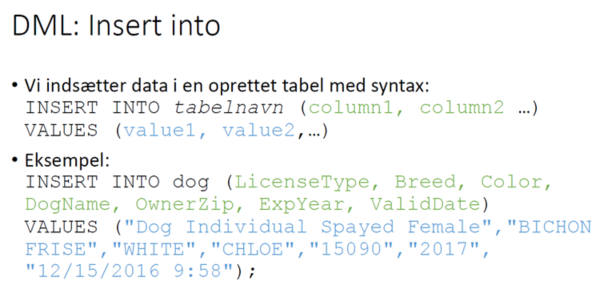 DML: Insert into
• Vi indsætter data i en oprettet tabel med syntax:
INSERT INTO tabelnavn (column1, column2 …)
VALUES (value1, value2,…)
• Eksempel:
INSERT INTO dog (LicenseType, Breed, Color,
DogName, OwnerZip, ExpYear, ValidDate)
VALUES ("Dog Individual Spayed Female","BICHON
FRISE","WHITE","CHLOE","15090","2017",
"12/15/2016 9:58");